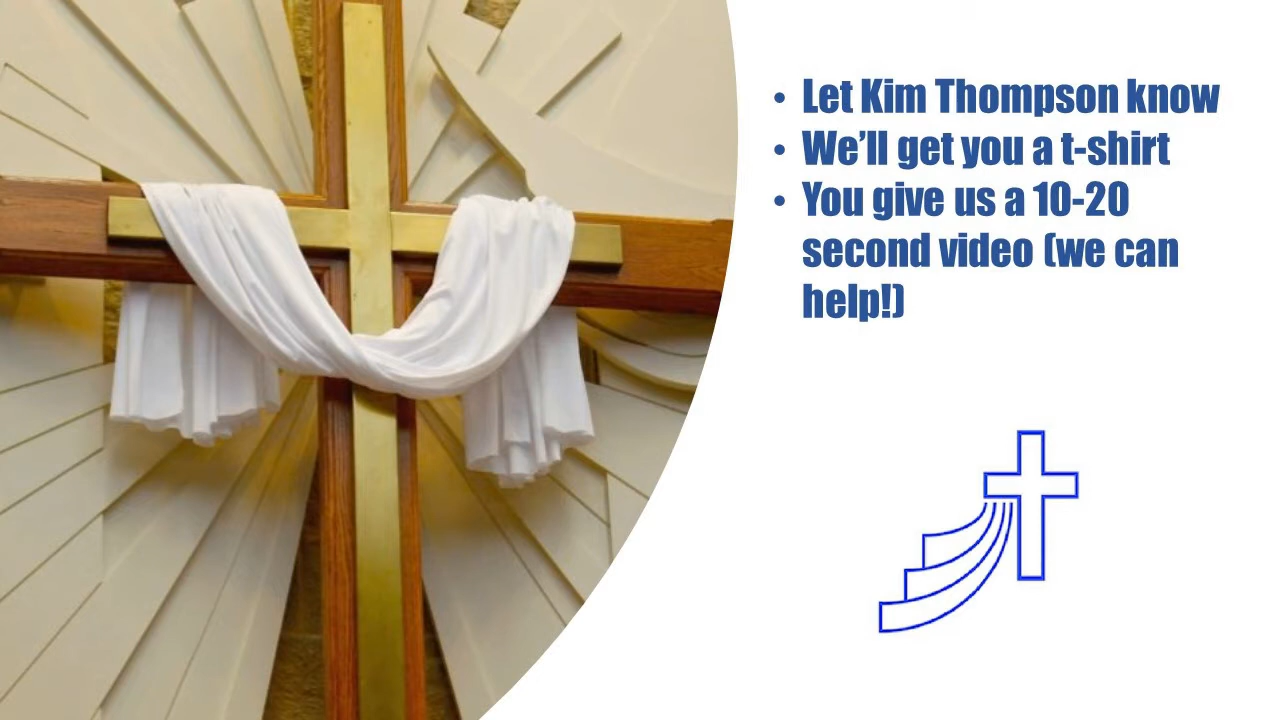 • Let Kim Thompson know
• We’ll get you a t-shirt
• You give us a 10-20
second video (we can
help!)